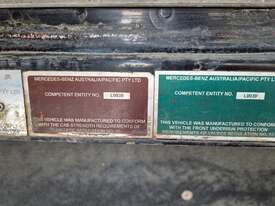 MERCEDES-BENZ AUSTRALIA/PACIFIC PTY LTD
COMPETENT ENTITY NO.
THIS VEHICLE WAS MANUFACTURED TO CONFORM
WITH THE CAB STRENGTH REQUIREMENTS OF
MERCEDES-BENZ AUSTRALIA/PACIFIC PTY LTD
COMPETENT ENTITY NO.
THIS VEHICLE WAS MANUFACTURED TO CONFORM
WITH THE FRONT UNDERRUN PROTECTION